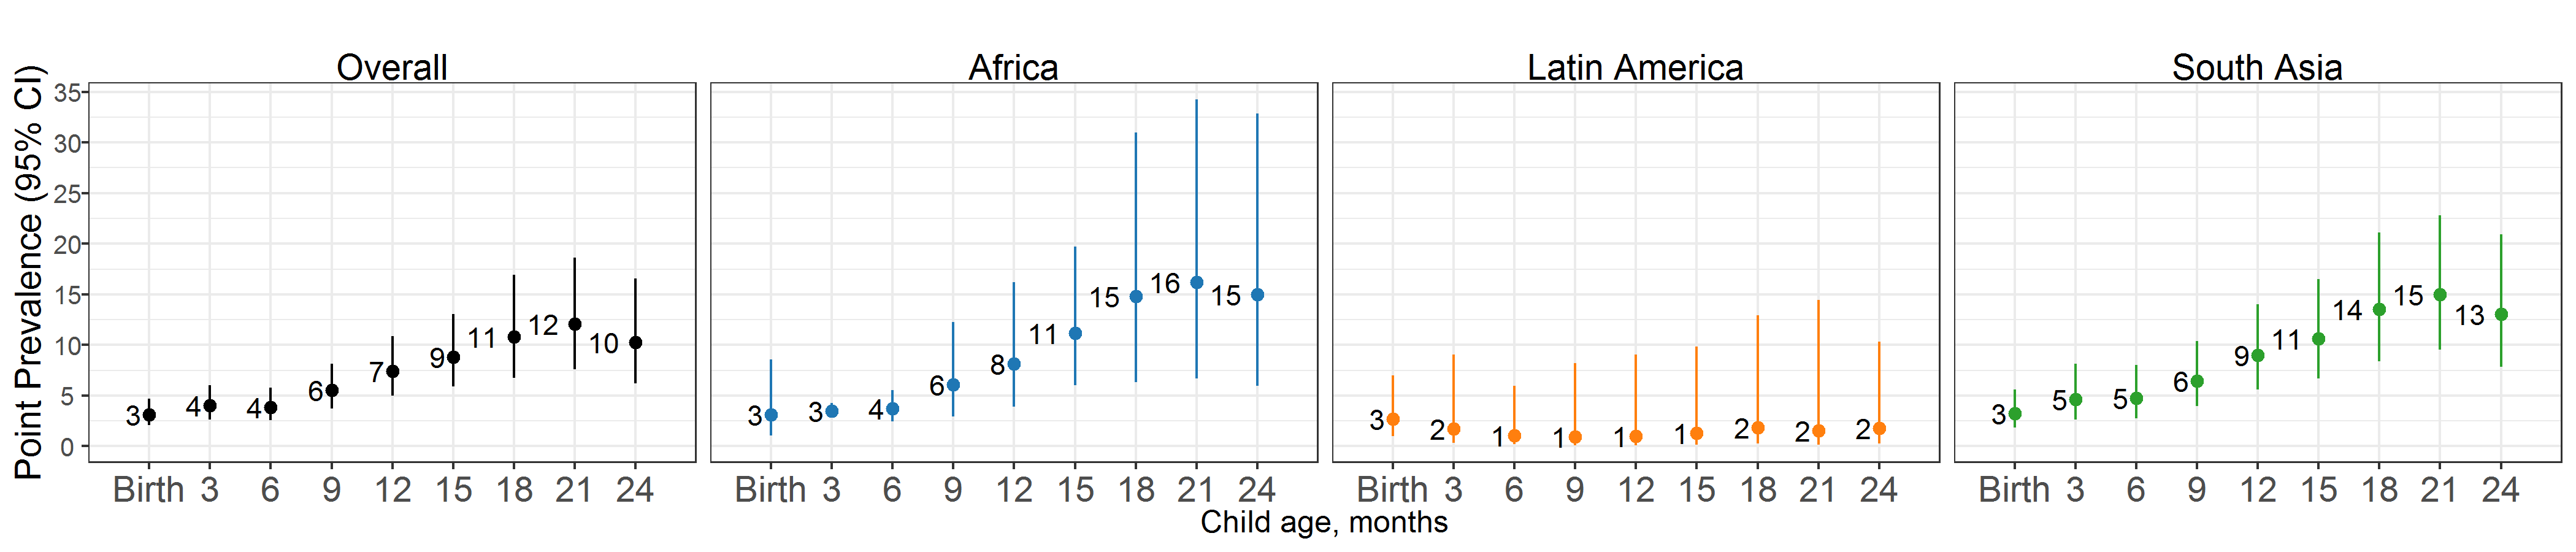 Overall Africa Latin America South Asia
Point Prevalence (95% CI)
35
30
25
20
15
10
5
0
3 4 4 6 7 9 11 12 10
3 3 4 6 8 11 15 16 15
3 2 1 1 1 1 2 2 2
3 5 5 6 9 11 14 15 13
Birth 3 6 9 12 15 18 21 24 Birth 3 6 9 12 15 18 21 24 Birth 3 6 9 12 15 18 21 24 Birth 3 6 9 12 15 18 21 24
Child age, months